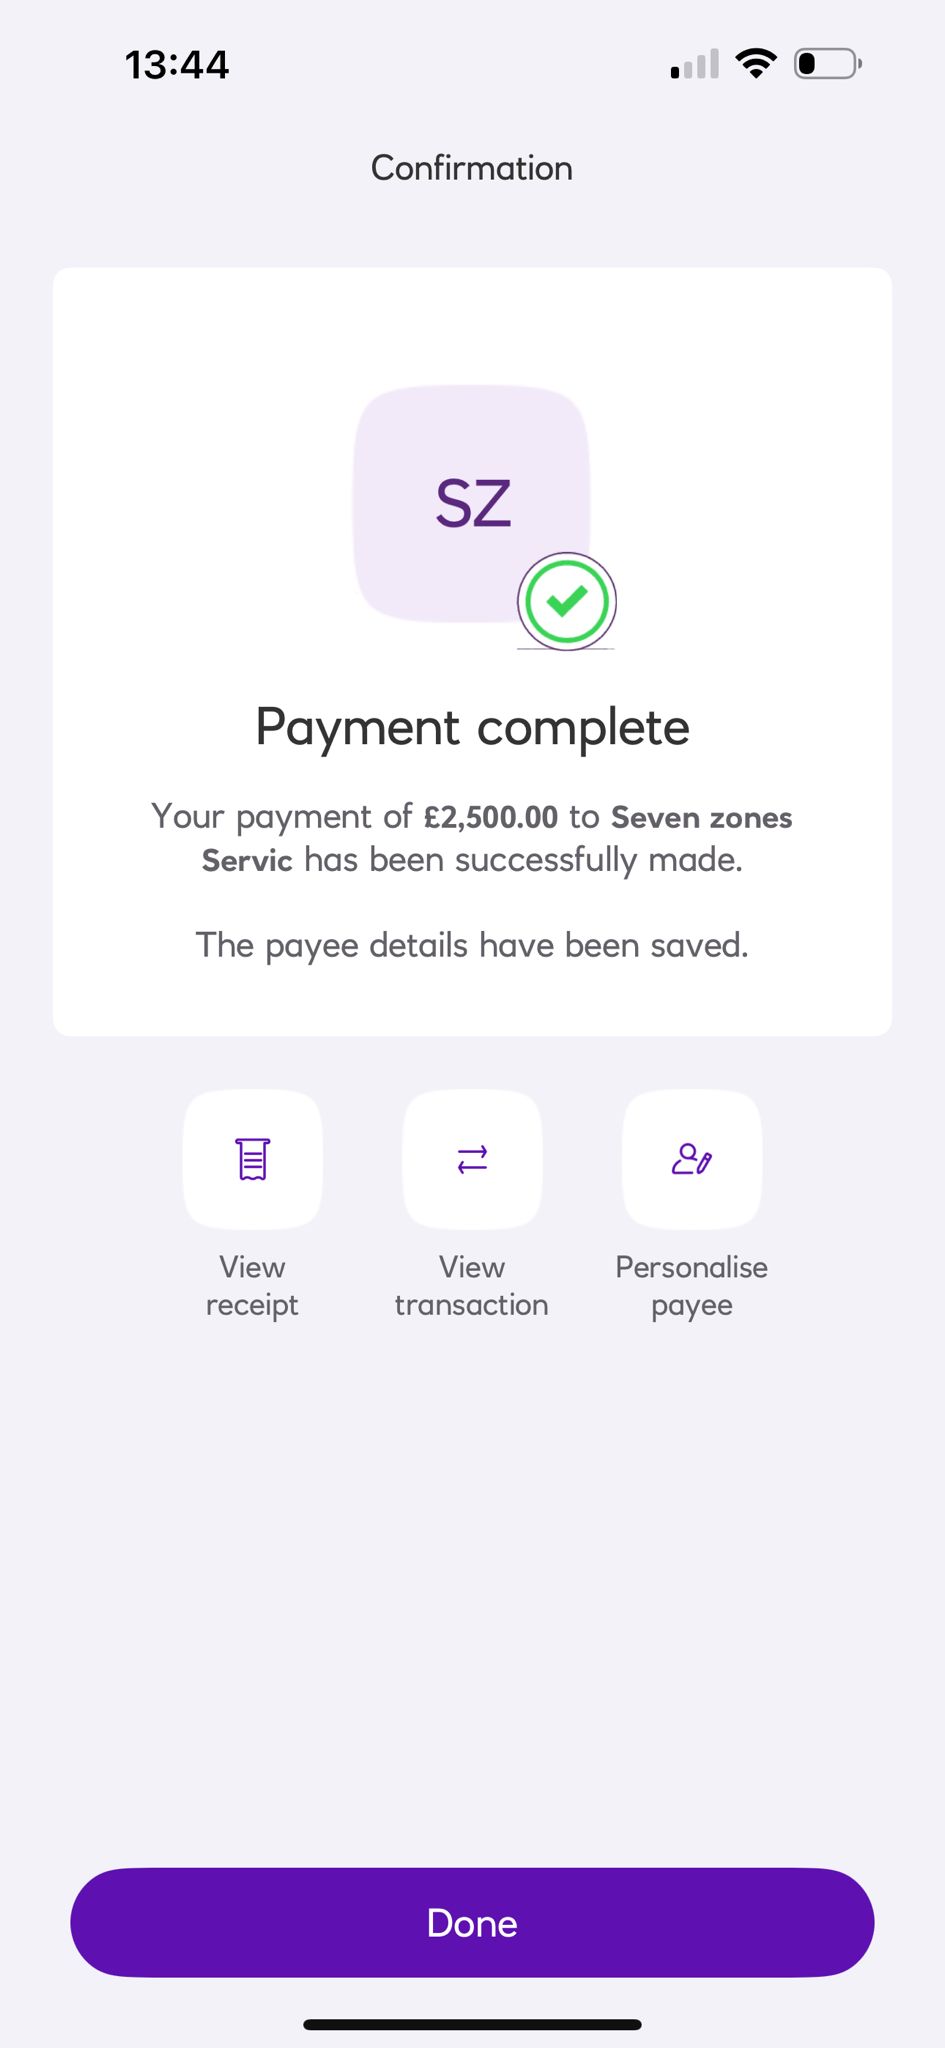 13:44
Confirmation
SZ
Payment complete
Your payment of £2,500.00 to Seven zones
Servic has been successfully made.
The payee details have been saved.
View
receipt
View
transaction
Personalise
payee
Done